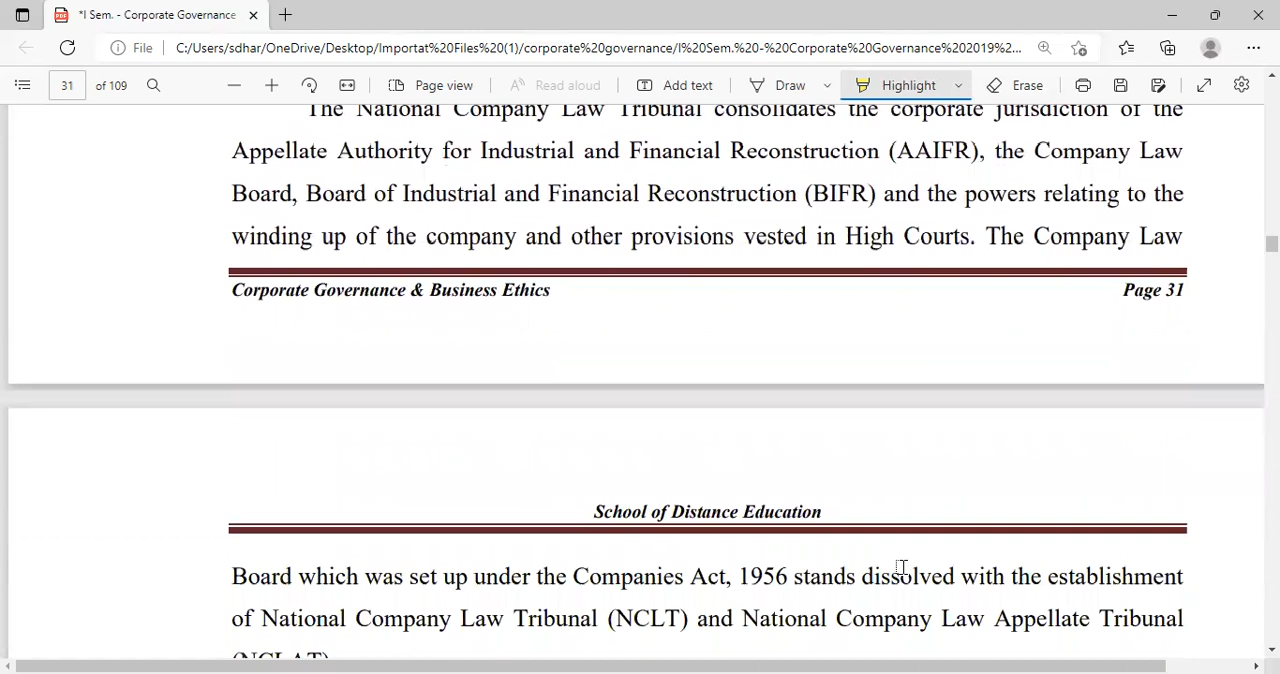 *I Sem. - Corporate Governance
File C:/Users/sdhar/OneDrive/Desktop/Importat%20Files%20(1)/corporate%20governance/I%20Sem.%20-%20Corporate%20Governance%202019%2...
31 of 109 Page view Read aloud Add text Draw Highlight Erase
The National Company Law Tribunal consolidates the corporate jurisdiction of the
Appellate Authority for Industrial and Financial Reconstruction (AAIFR), the Company Law
Board, Board of Industrial and Financial Reconstruction (BIFR) and the powers relating to the
winding up of the company and other provisions vested in High Courts. The Company Law
Corporate Governance & Business Ethics Page 31
School of Distance Education
Board which was set up under the Companies Act, 1956 stands dissolved with the establishment
of National Company Law Tribunal (NCLT) and National Company Law Appellate Tribunal
(NCLAT)